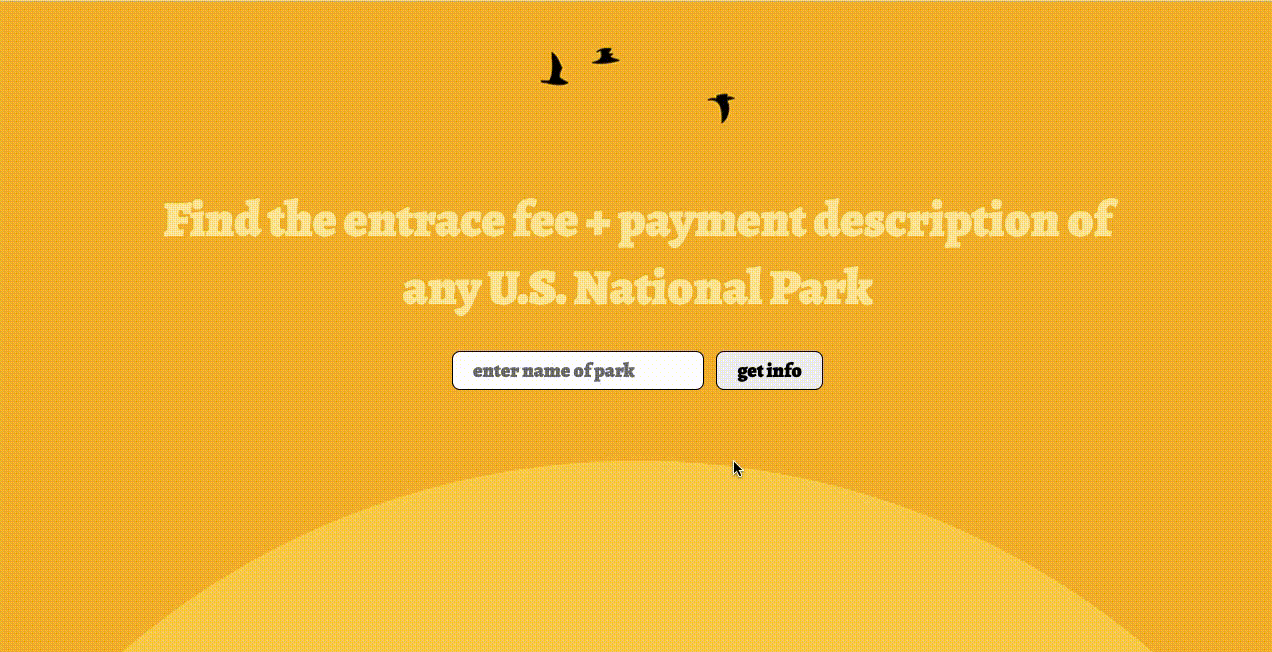 Find the entrace fee + payment description of
any U.S. National Park
enter name of park
get info